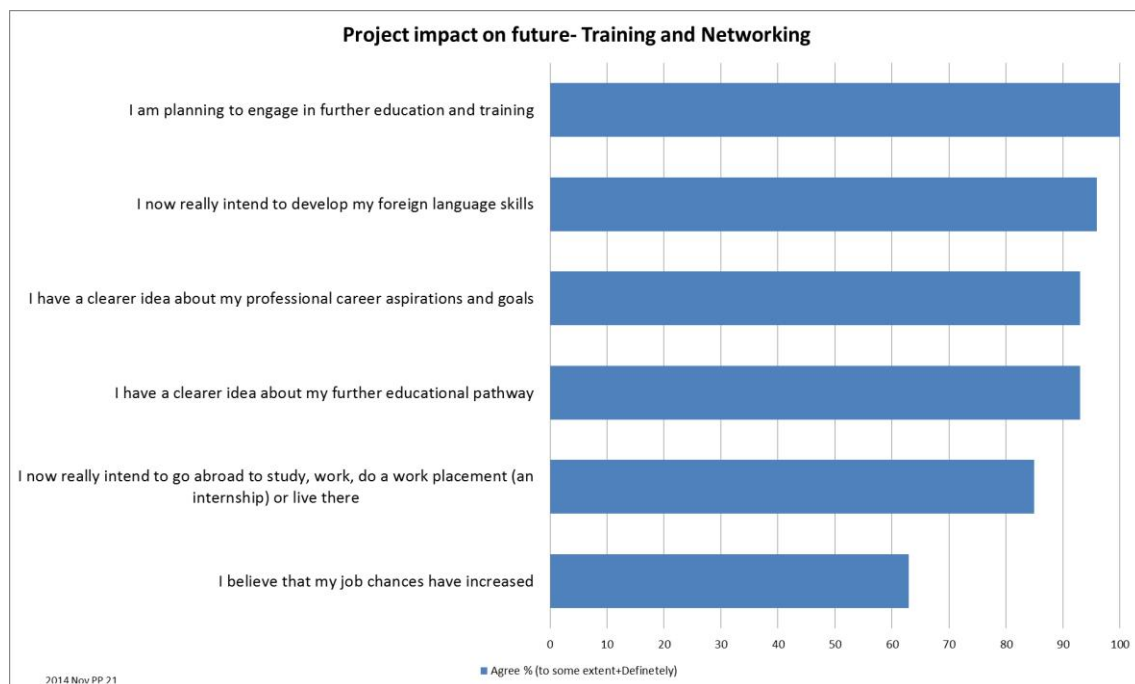 Project impact on future- Training and Networking
I am planning to engage in further education and training
I now really intend to develop my foreign language skills
I have a clearer idea about my professional career aspirations and goals
I have a clearer idea about my further educational pathway
I now really intend to go abroad to study, work, do a work placement (an
internship) or live there
I believe that my job chances have increased
0 10 20 30 40 50 60 70 80 90 100
Agree % (to some extent+Definetely)
2014 Nov PP 21